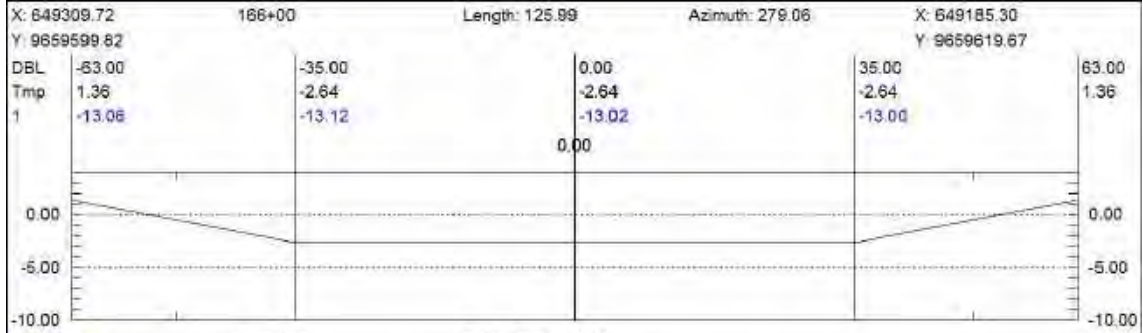 X: 649309.72 166+00 Length: 125.99 Azimuth: 279.06 X: 649185.30
Y: 9659599.82 Y: 9659619.67
DBL -63.00 -35.00 0.00 35.00 63.00
Tmp 1.36 -2.64 -2.64 -2.64 1.36
1 -13.06 -13.12 -13.02 -13.00
0.00
0.00 0.00
-5.00 -5.00
-10.00 -10.00